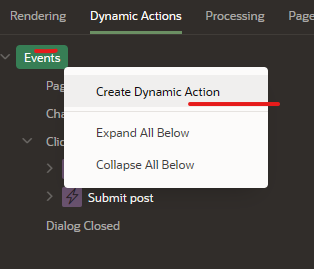 Rendering Dynamic Actions Processing Page
Events
Pag
Create Dynamic Action
Cha
Expand All Below
Clic
Collapse All Below
Submit post
Dialog Closed